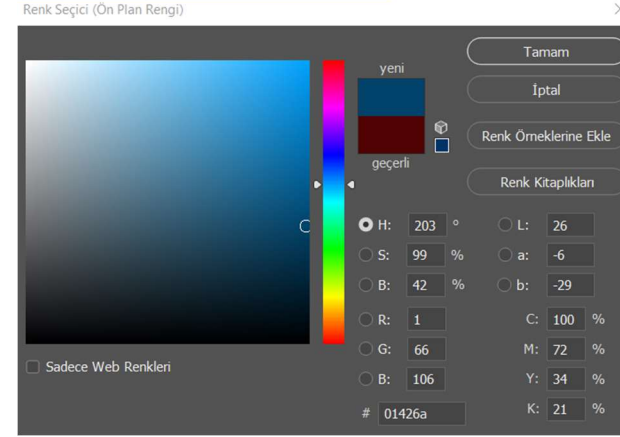 Renk Seçici (Ön Plan Rengi)
yeni
geçerli
Tamam
İptal
Renk Örneklerine Ekle
Renk Kitaplıkları
H: 203 °
S: 99 %
B: 42 %
R: 1
G: 66
B: 106
# 01426a
L: 26
a: -6
b: -29
C: 100 %
M: 72 %
Y: 34 %
K: 21 %
Sadece Web Renkleri